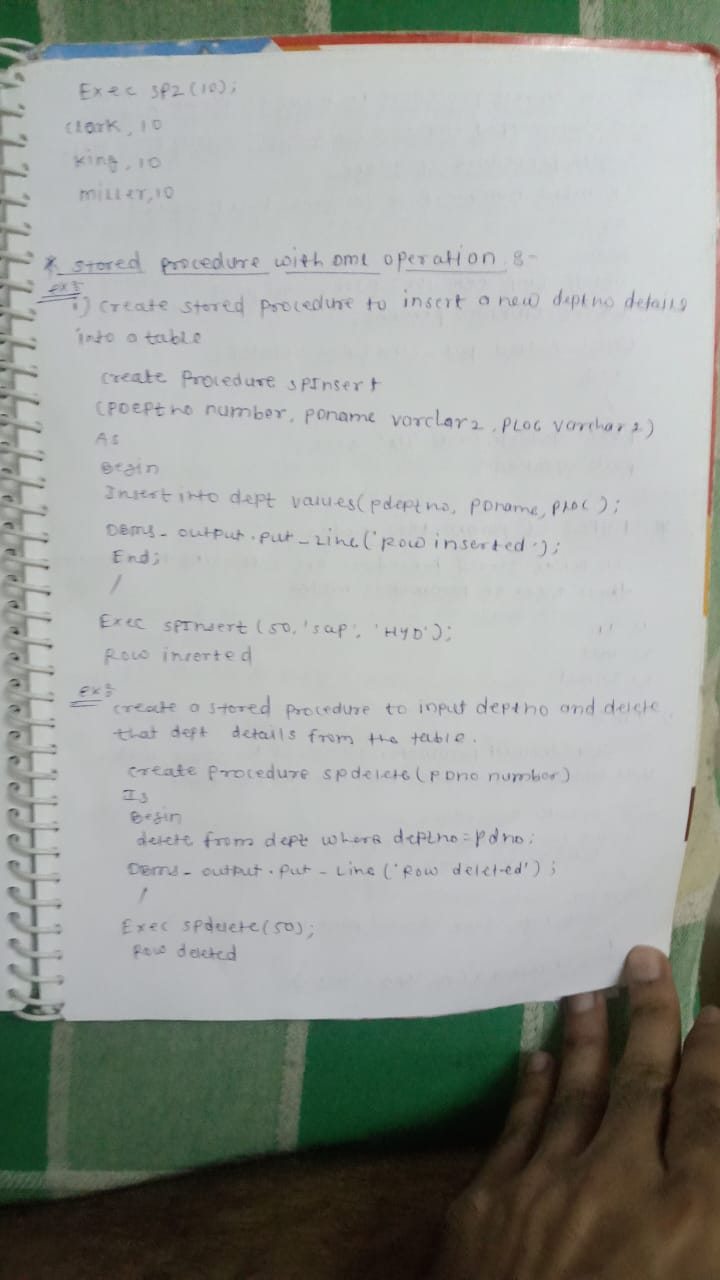 Exec sp2(10);
clark, 10
king, 10
miller, 10
* stored procedure with DML operation :-
ex:
1) create stored procedure to insert a new deptno details
into a table
create Procedure spInsert
(PDeptno number, PDname varclar2, PLOC varchar2)
As
Begin
Insert into dept values(pdeptno, PDname, ploc);
Dbms_output.put_line('Row inserted');
End;
/
Exec spInsert (50, 'sap', 'HYD');
Row inserted
ex:
create a stored procedure to input deptno and delete
that dept details from the table.
create Procedure spdelete (PDno number)
Is
Begin
delete from dept where deptno=pdno;
Dbms_output.put_Line('Row deleted');
/
Exec spdelete(50);
Row deleted